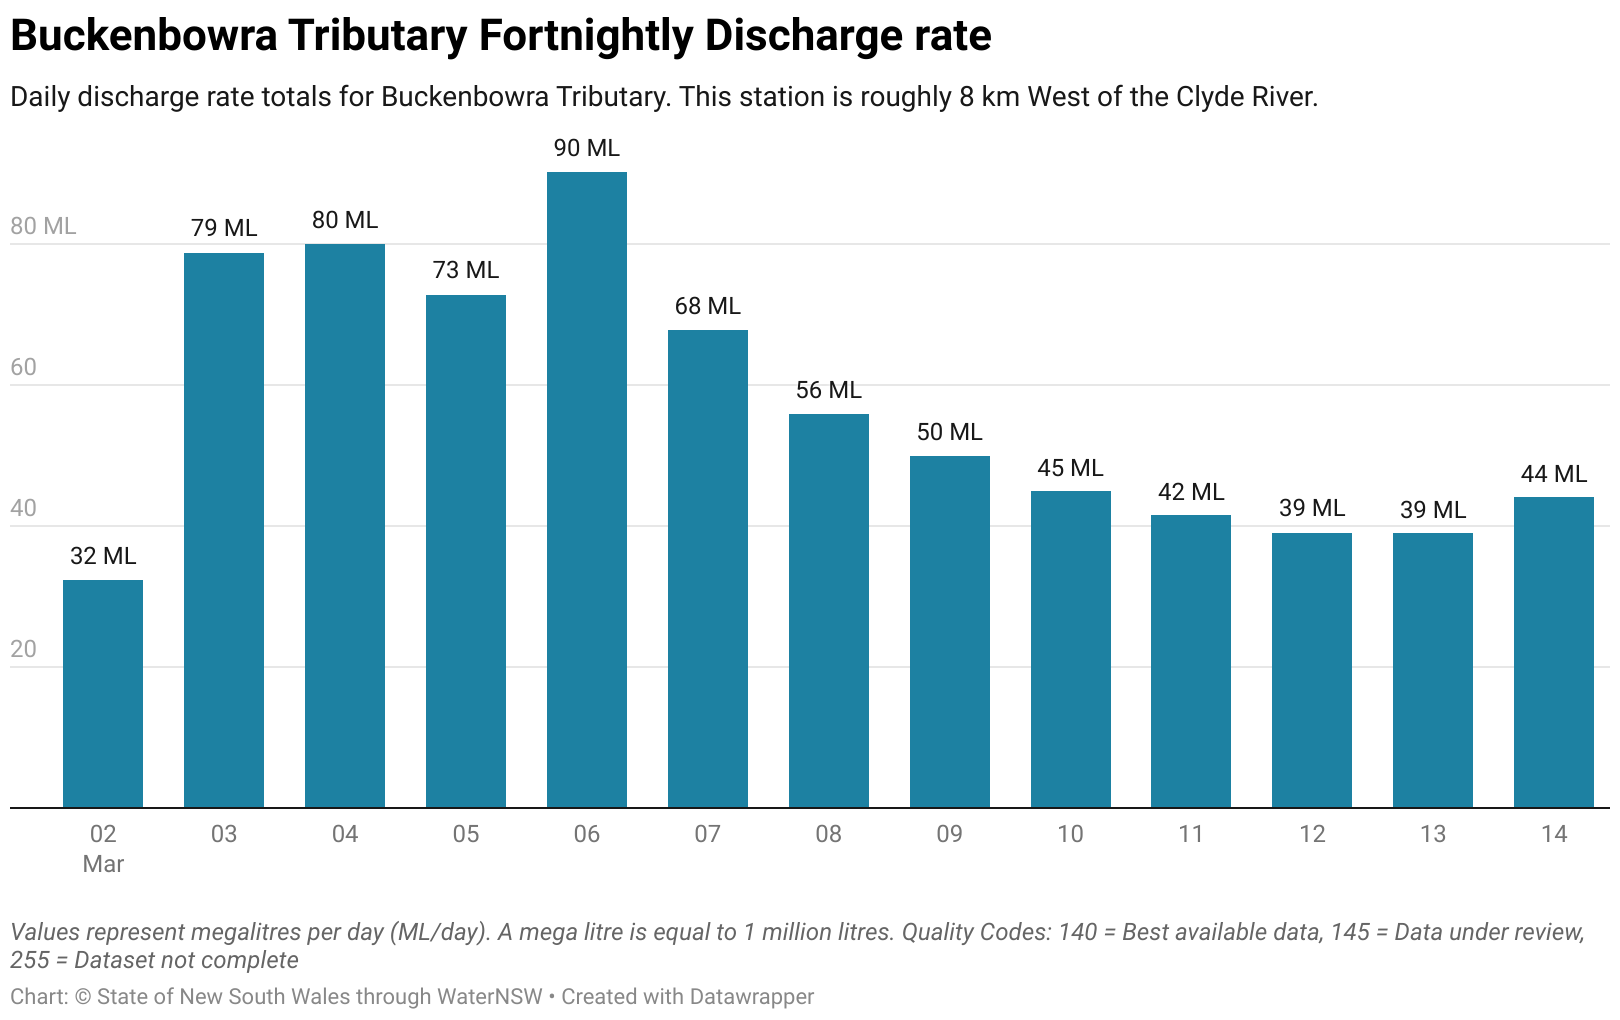 Buckenbowra Tributary Fortnightly Discharge rate
Daily discharge rate totals for Buckenbowra Tributary. This station is roughly 8 km West of the Clyde River.
90 ML
80 ML
79 ML
80 ML
73 ML
68 ML
60
56 ML
50 ML
45 ML
42 ML
40
39 ML
39 ML
44 ML
32 ML
20
02 03 04 05 06 07 08 09 10 11 12 13 14
Mar
Values represent megalitres per day (ML/day). A mega litre is equal to 1 million litres. Quality Codes: 140 = Best available data, 145 = Data under review,
255 = Dataset not complete
Chart: © State of New South Wales through WaterNSW • Created with Datawrapper